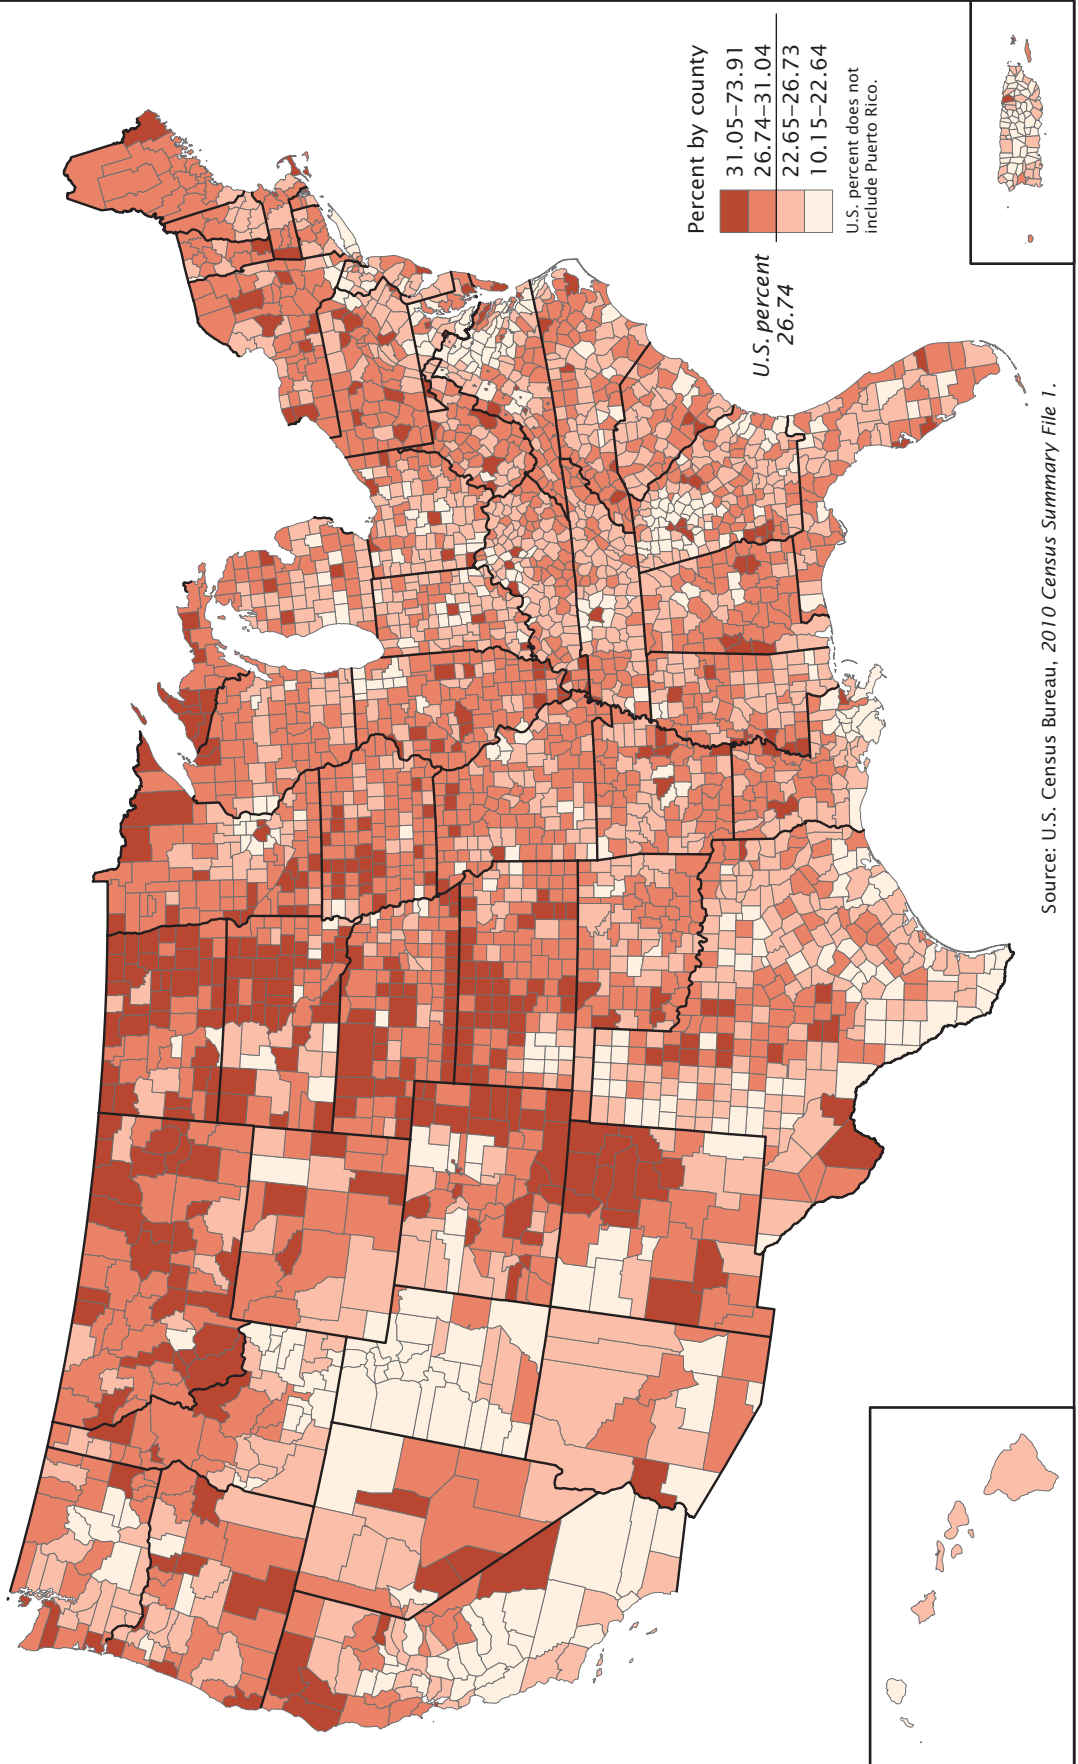 Percent by county
31.05–73.91
26.74–31.04
22.65–26.73
10.15–22.64
U.S. percent
26.74
U.S. percent does not
include Puerto Rico.
Source: U.S. Census Bureau, 2010 Census Summary File 1.